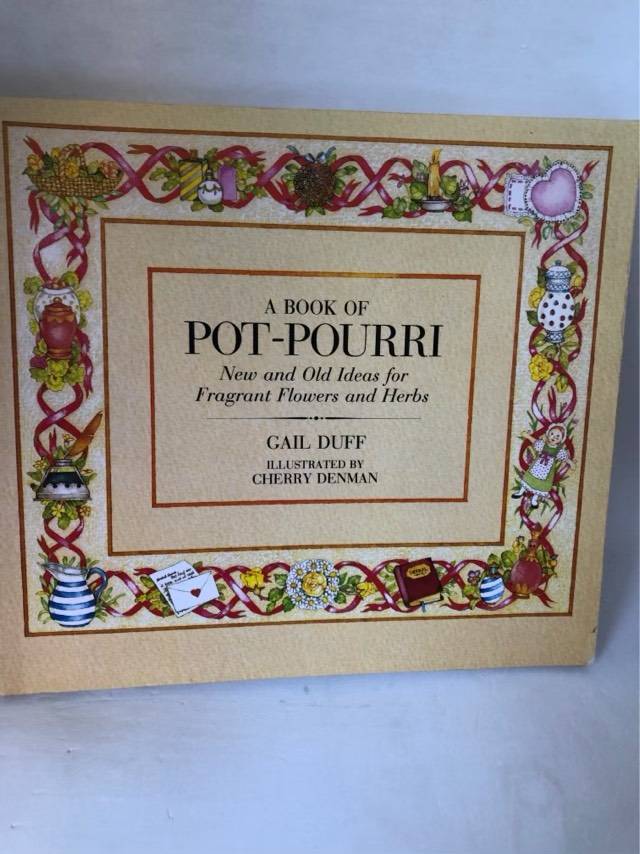 A BOOK OF
POT-POURRI
New and Old Ideas for
Fragrant Flowers and Herbs
GAIL DUFF
ILLUSTRATED BY
CHERRY DENMAN